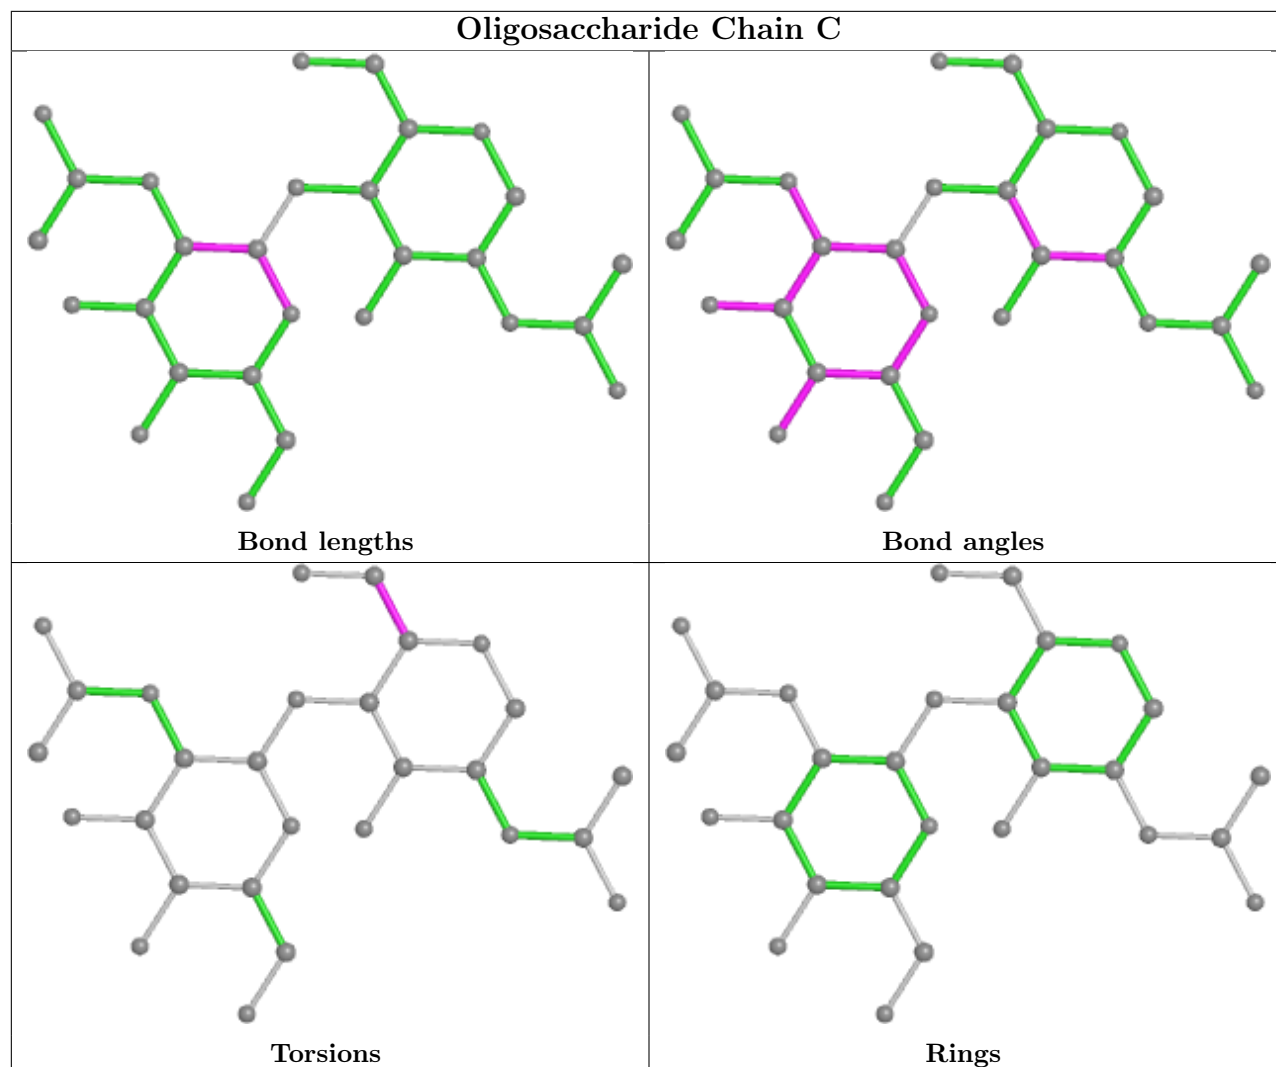 Oligosaccharide Chain C
Bond lengths
Bond angles
Torsions
Rings